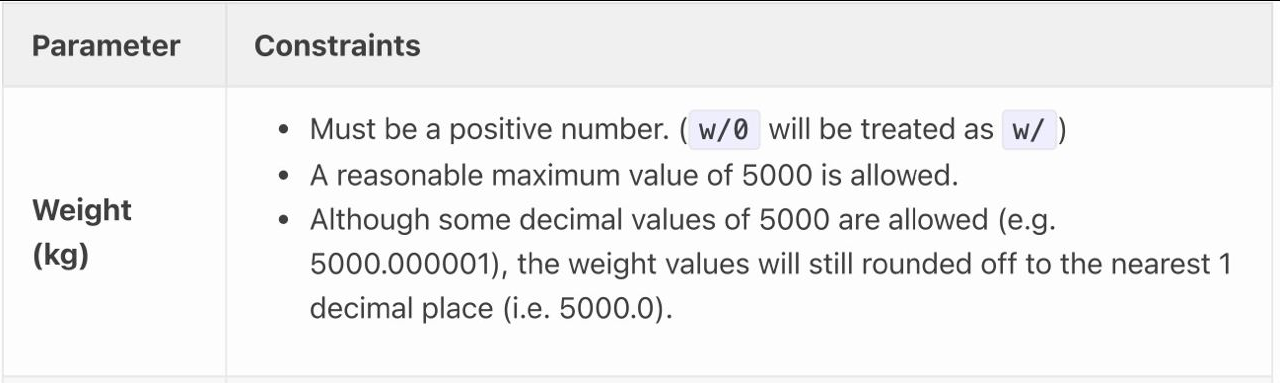 Parameter
Constraints
Weight
(kg)
• Must be a positive number. ( w/0 will be treated as w/ )
• A reasonable maximum value of 5000 is allowed.
• Although some decimal values of 5000 are allowed (e.g.
5000.000001), the weight values will still rounded off to the nearest 1
decimal place (i.e. 5000.0).